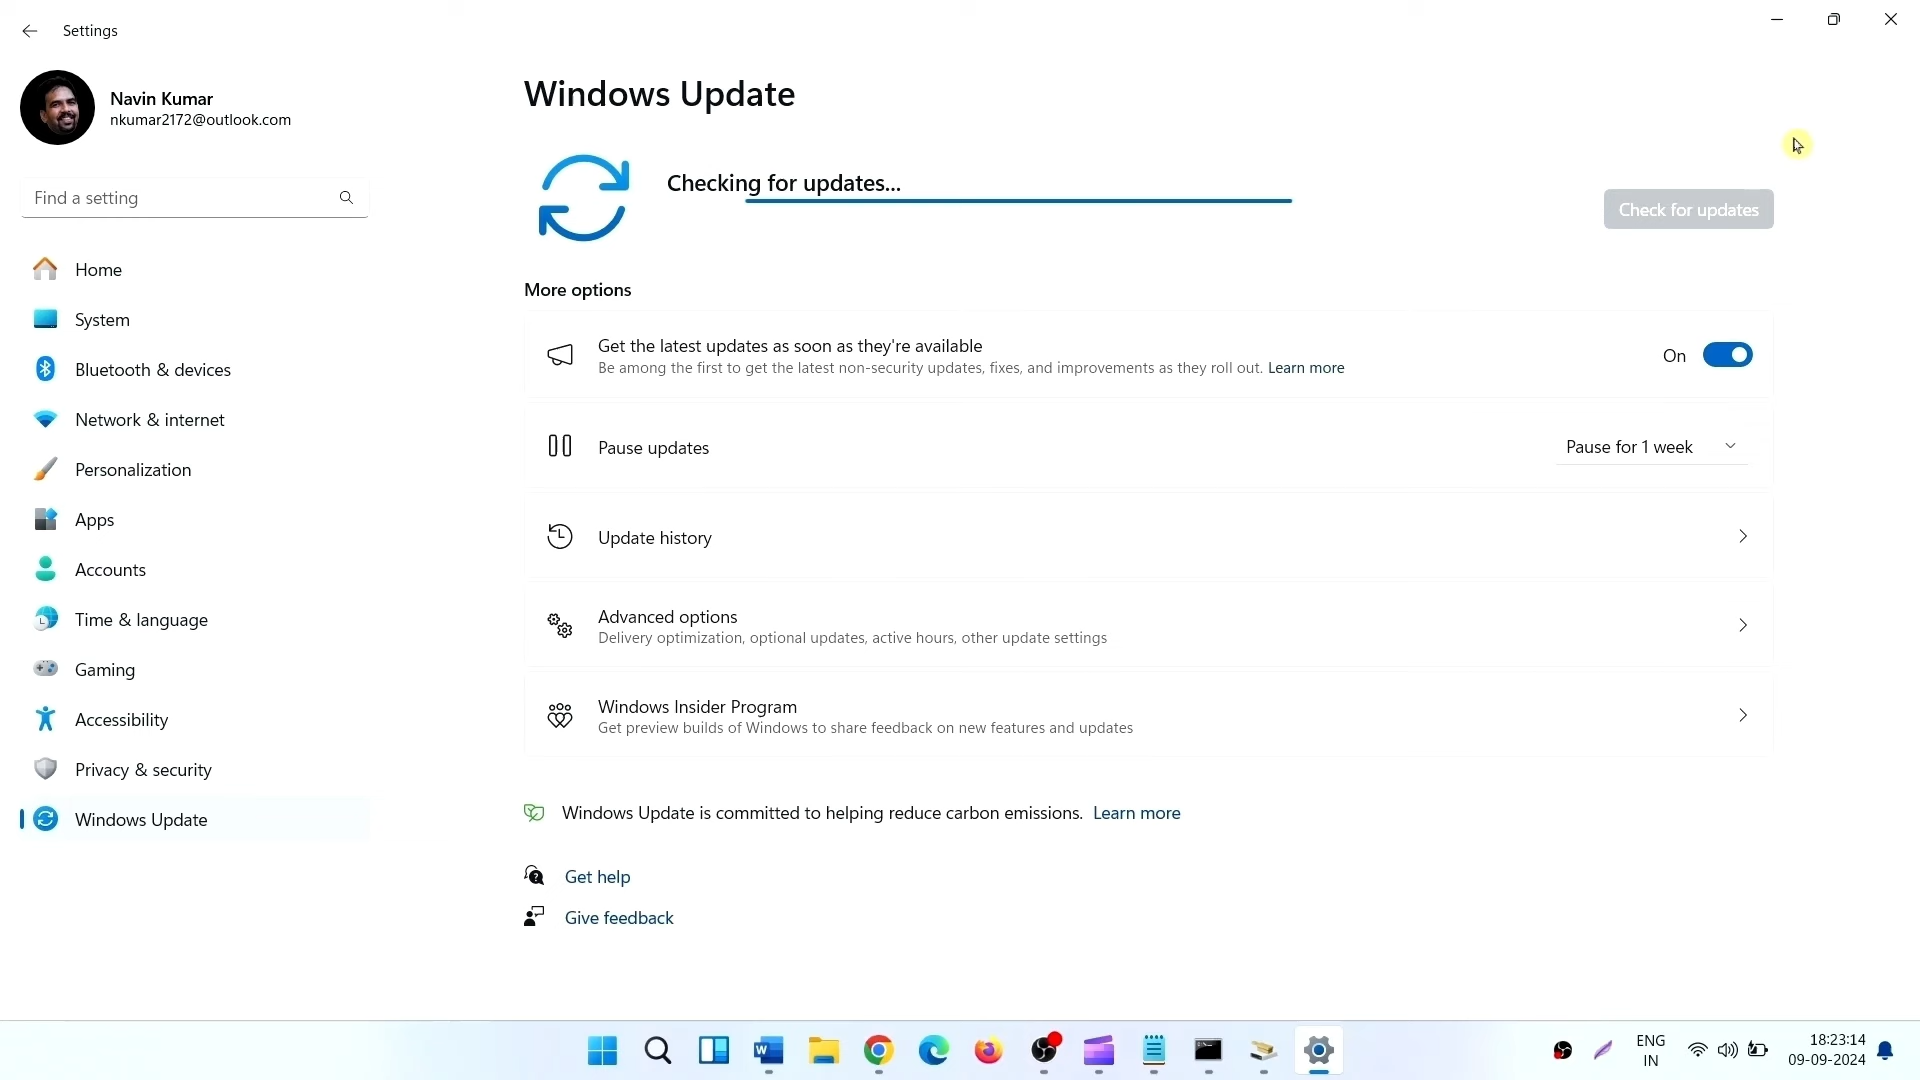 Settings
Navin Kumar
nkumar2172@outlook.com
Find a setting
Home
System
Bluetooth & devices
Network & internet
Personalization
Apps
Accounts
Time & language
Gaming
Accessibility
Privacy & security
Windows Update
Windows Update
Checking for updates...
Check for updates
More options
Get the latest updates as soon as they're available
Be among the first to get the latest non-security updates, fixes, and improvements as they roll out. Learn more
On
Pause updates
Pause for 1 week
Update history
Advanced options
Delivery optimization, optional updates, active hours, other update settings
Windows Insider Program
Get preview builds of Windows to share feedback on new features and updates
Windows Update is committed to helping reduce carbon emissions. Learn more
Get help
Give feedback
ENG
IN
18:23:14
09-09-2024